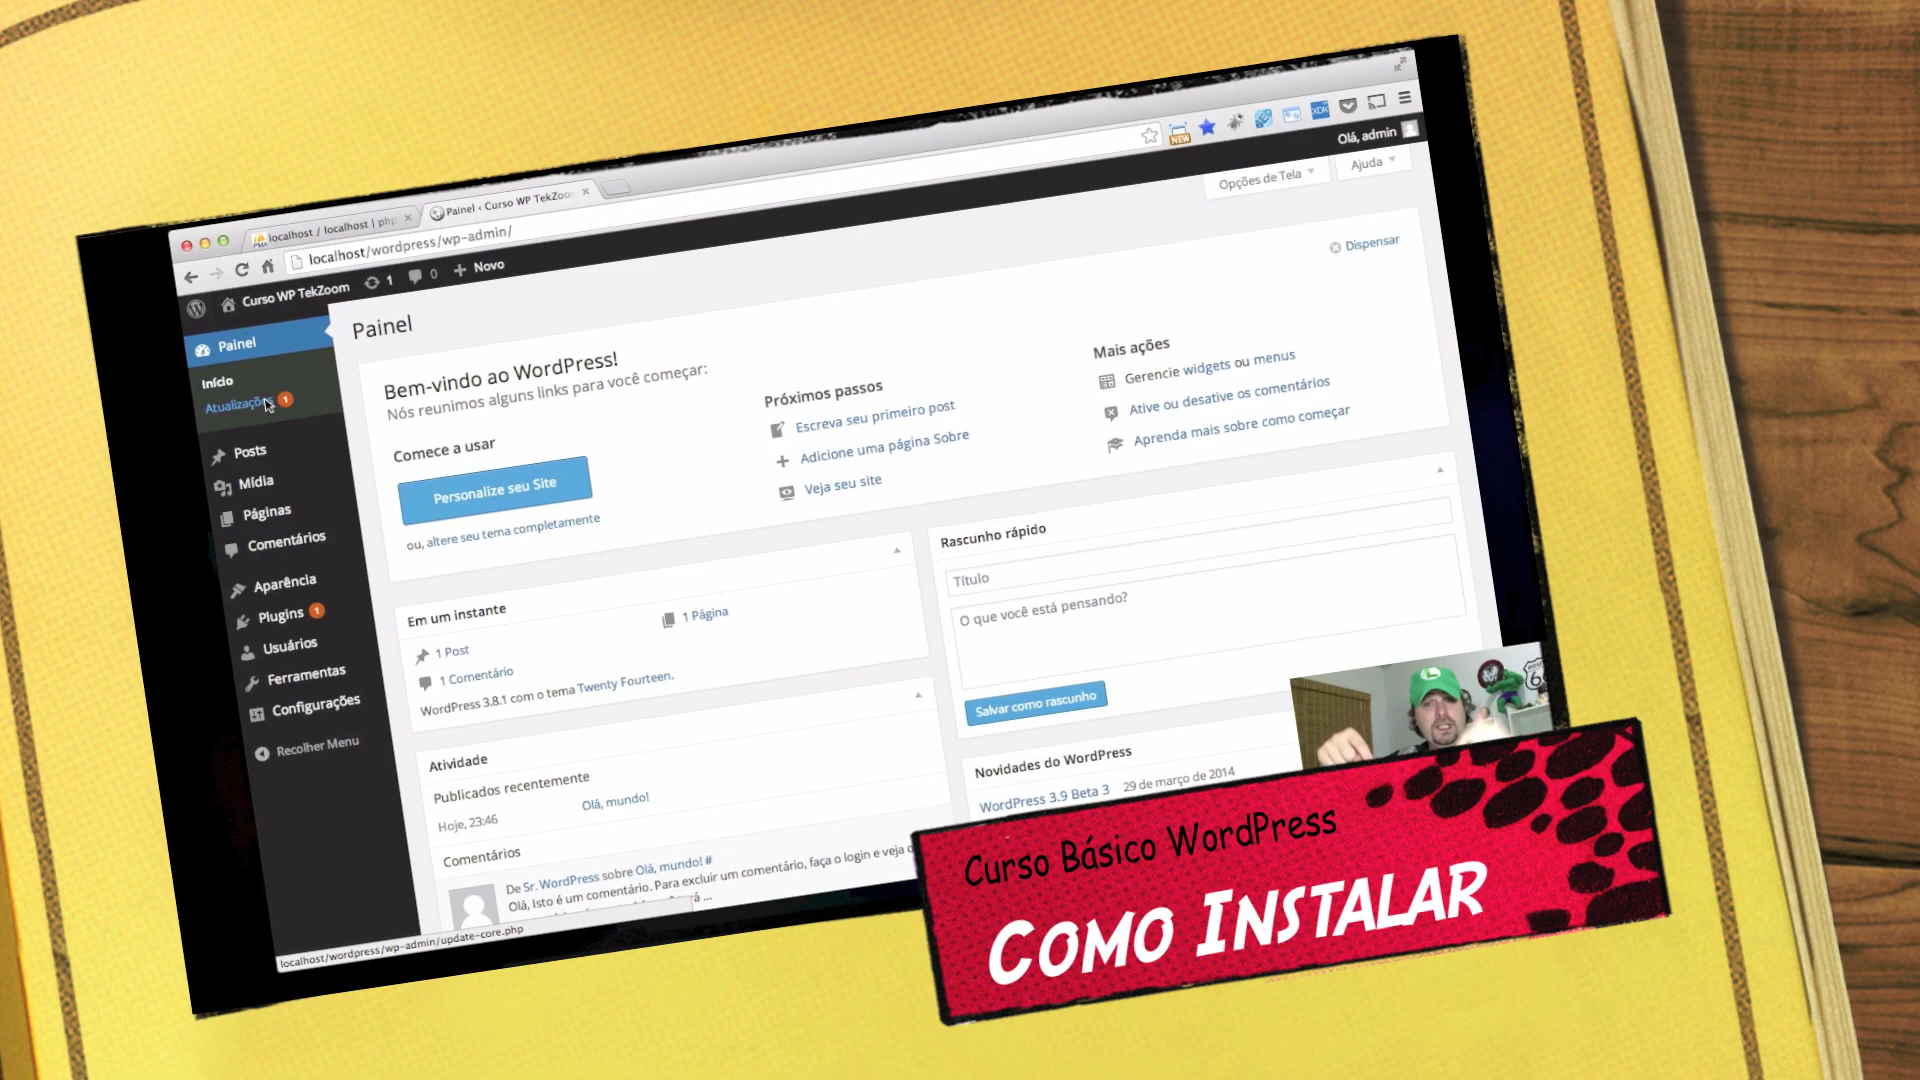 localhost / localhost | php
Painel ‹ Curso WP TekZoo
localhost/wordpress/wp-admin/
NEW
XDK
Curso WP TekZoom
1
0
Novo
Olá, admin
Opções de Tela
Ajuda
Painel
Início
Atualizações 1
Posts
Mídia
Páginas
Comentários
Aparência
Plugins 1
Usuários
Ferramentas
Configurações
Recolher Menu
Painel
Dispensar
Bem-vindo ao WordPress!
Nós reunimos alguns links para você começar:
Comece a usar
Personalize seu Site
ou, altere seu tema completamente
Próximos passos
Escreva seu primeiro post
Adicione uma página Sobre
Veja seu site
Mais ações
Gerencie widgets ou menus
Ative ou desative os comentários
Aprenda mais sobre como começar
Em um instante
1 Post
1 Página
1 Comentário
WordPress 3.8.1 com o tema Twenty Fourteen.
Atividade
Publicados recentemente
Hoje, 23:46
Olá, mundo!
Comentários
De Sr. WordPress sobre Olá, mundo! #
Olá, Isto é um comentário. Para excluir um comentário, faça o login e veja
Rascunho rápido
Título
O que você está pensando?
Salvar como rascunho
Novidades do WordPress
WordPress 3.9 Beta 3 29 de março de 2014
localhost/wordpress/wp-admin/update-core.php
Curso Básico WordPress
Como Instalar